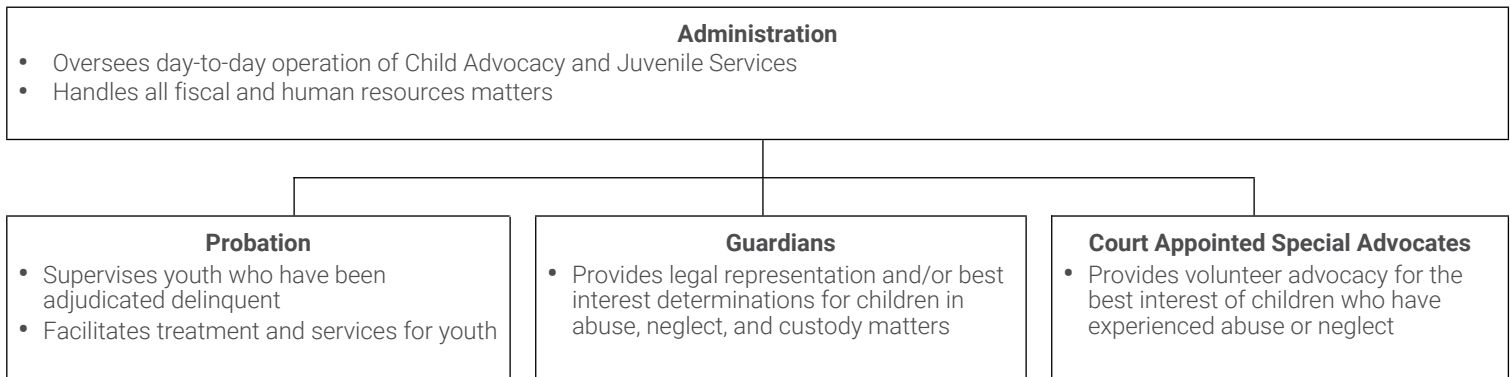 Administration
• Oversees day-to-day operation of Child Advocacy and Juvenile Services
• Handles all fiscal and human resources matters
Probation
• Supervises youth who have been
adjudicated delinquent
• Facilitates treatment and services for youth
Guardians
• Provides legal representation and/or best
interest determinations for children in
abuse, neglect, and custody matters
Court Appointed Special Advocates
• Provides volunteer advocacy for the
best interest of children who have
experienced abuse or neglect